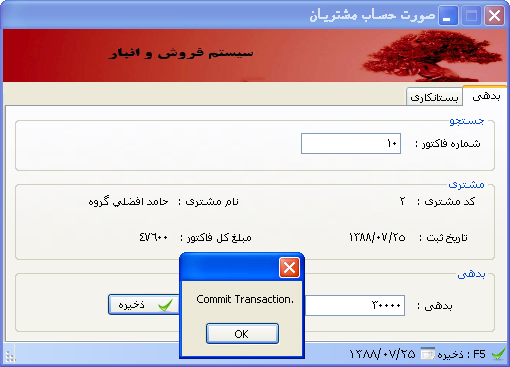 صورت حساب مشتریان
سیستم فروش و انبار
بدهی بستانکاری
جستجو
شماره فاکتور : ۱۰
مشتری
کد مشتری : ۲ نام مشتری : حامد افضلي گروه
تاریخ ثبت : ۱۳۸۸/۰۷/۲۵ مبلغ کل فاکتور : ۴۷۶۰۰
بدهی
بدهی : ۳۰۰۰۰ ذخیره
Commit Transaction.
OK
F5 : ذخیره ۱۳۸۸/۰۷/۲۵